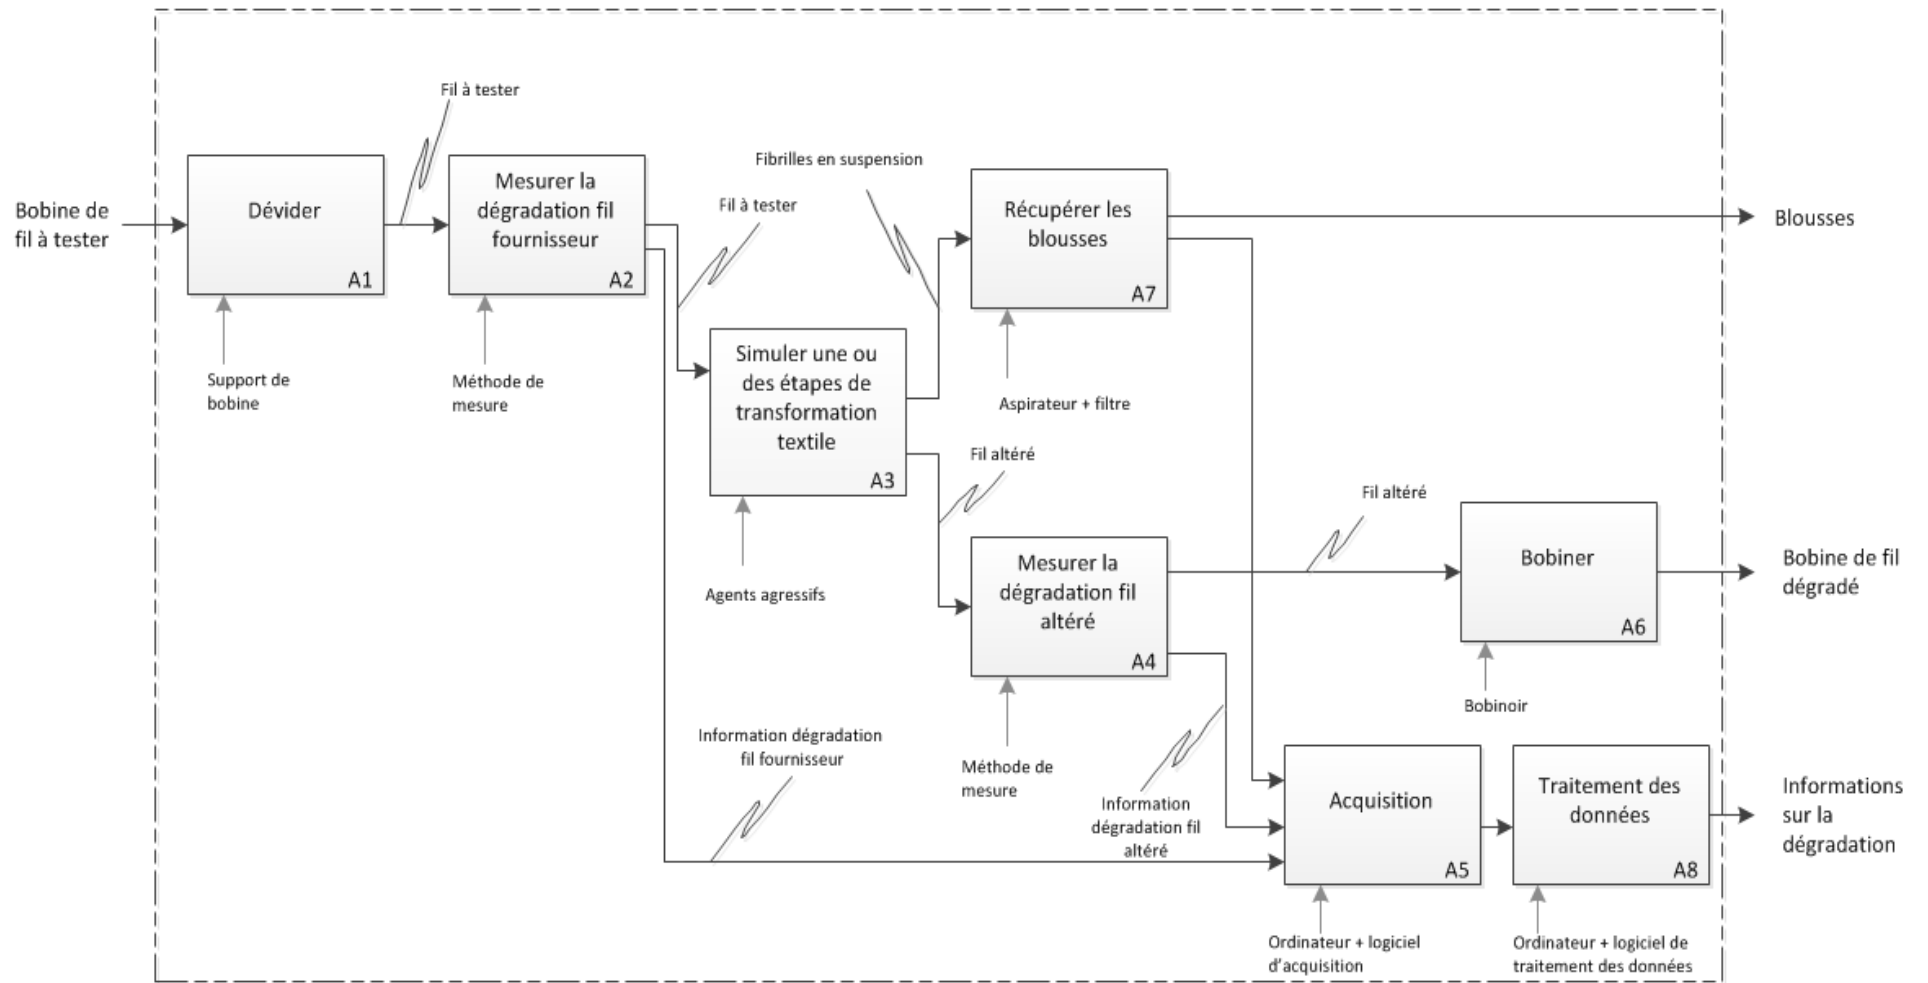 Fil à tester
Bobine de
fil à tester
Dévider
A1
Support de
bobine
Mesurer la
dégradation fil
fournisseur
A2
Méthode de
mesure
Fil à tester
Fibrilles en suspension
Simuler une ou
des étapes de
transformation
textile
A3
Agents agressifs
Récupérer les
blousses
A7
Aspirateur + filtre
Blousses
Fil altéré
Mesurer la
dégradation fil
altéré
A4
Méthode de
mesure
Fil altéré
Bobiner
A6
Bobinoir
Bobine de fil
dégradé
Information dégradation
fil fournisseur
Information
dégradation fil
altéré
Acquisition
A5
Ordinateur + logiciel
d'acquisition
Traitement des
données
A8
Ordinateur + logiciel de
traitement des données
Informations
sur la
dégradation